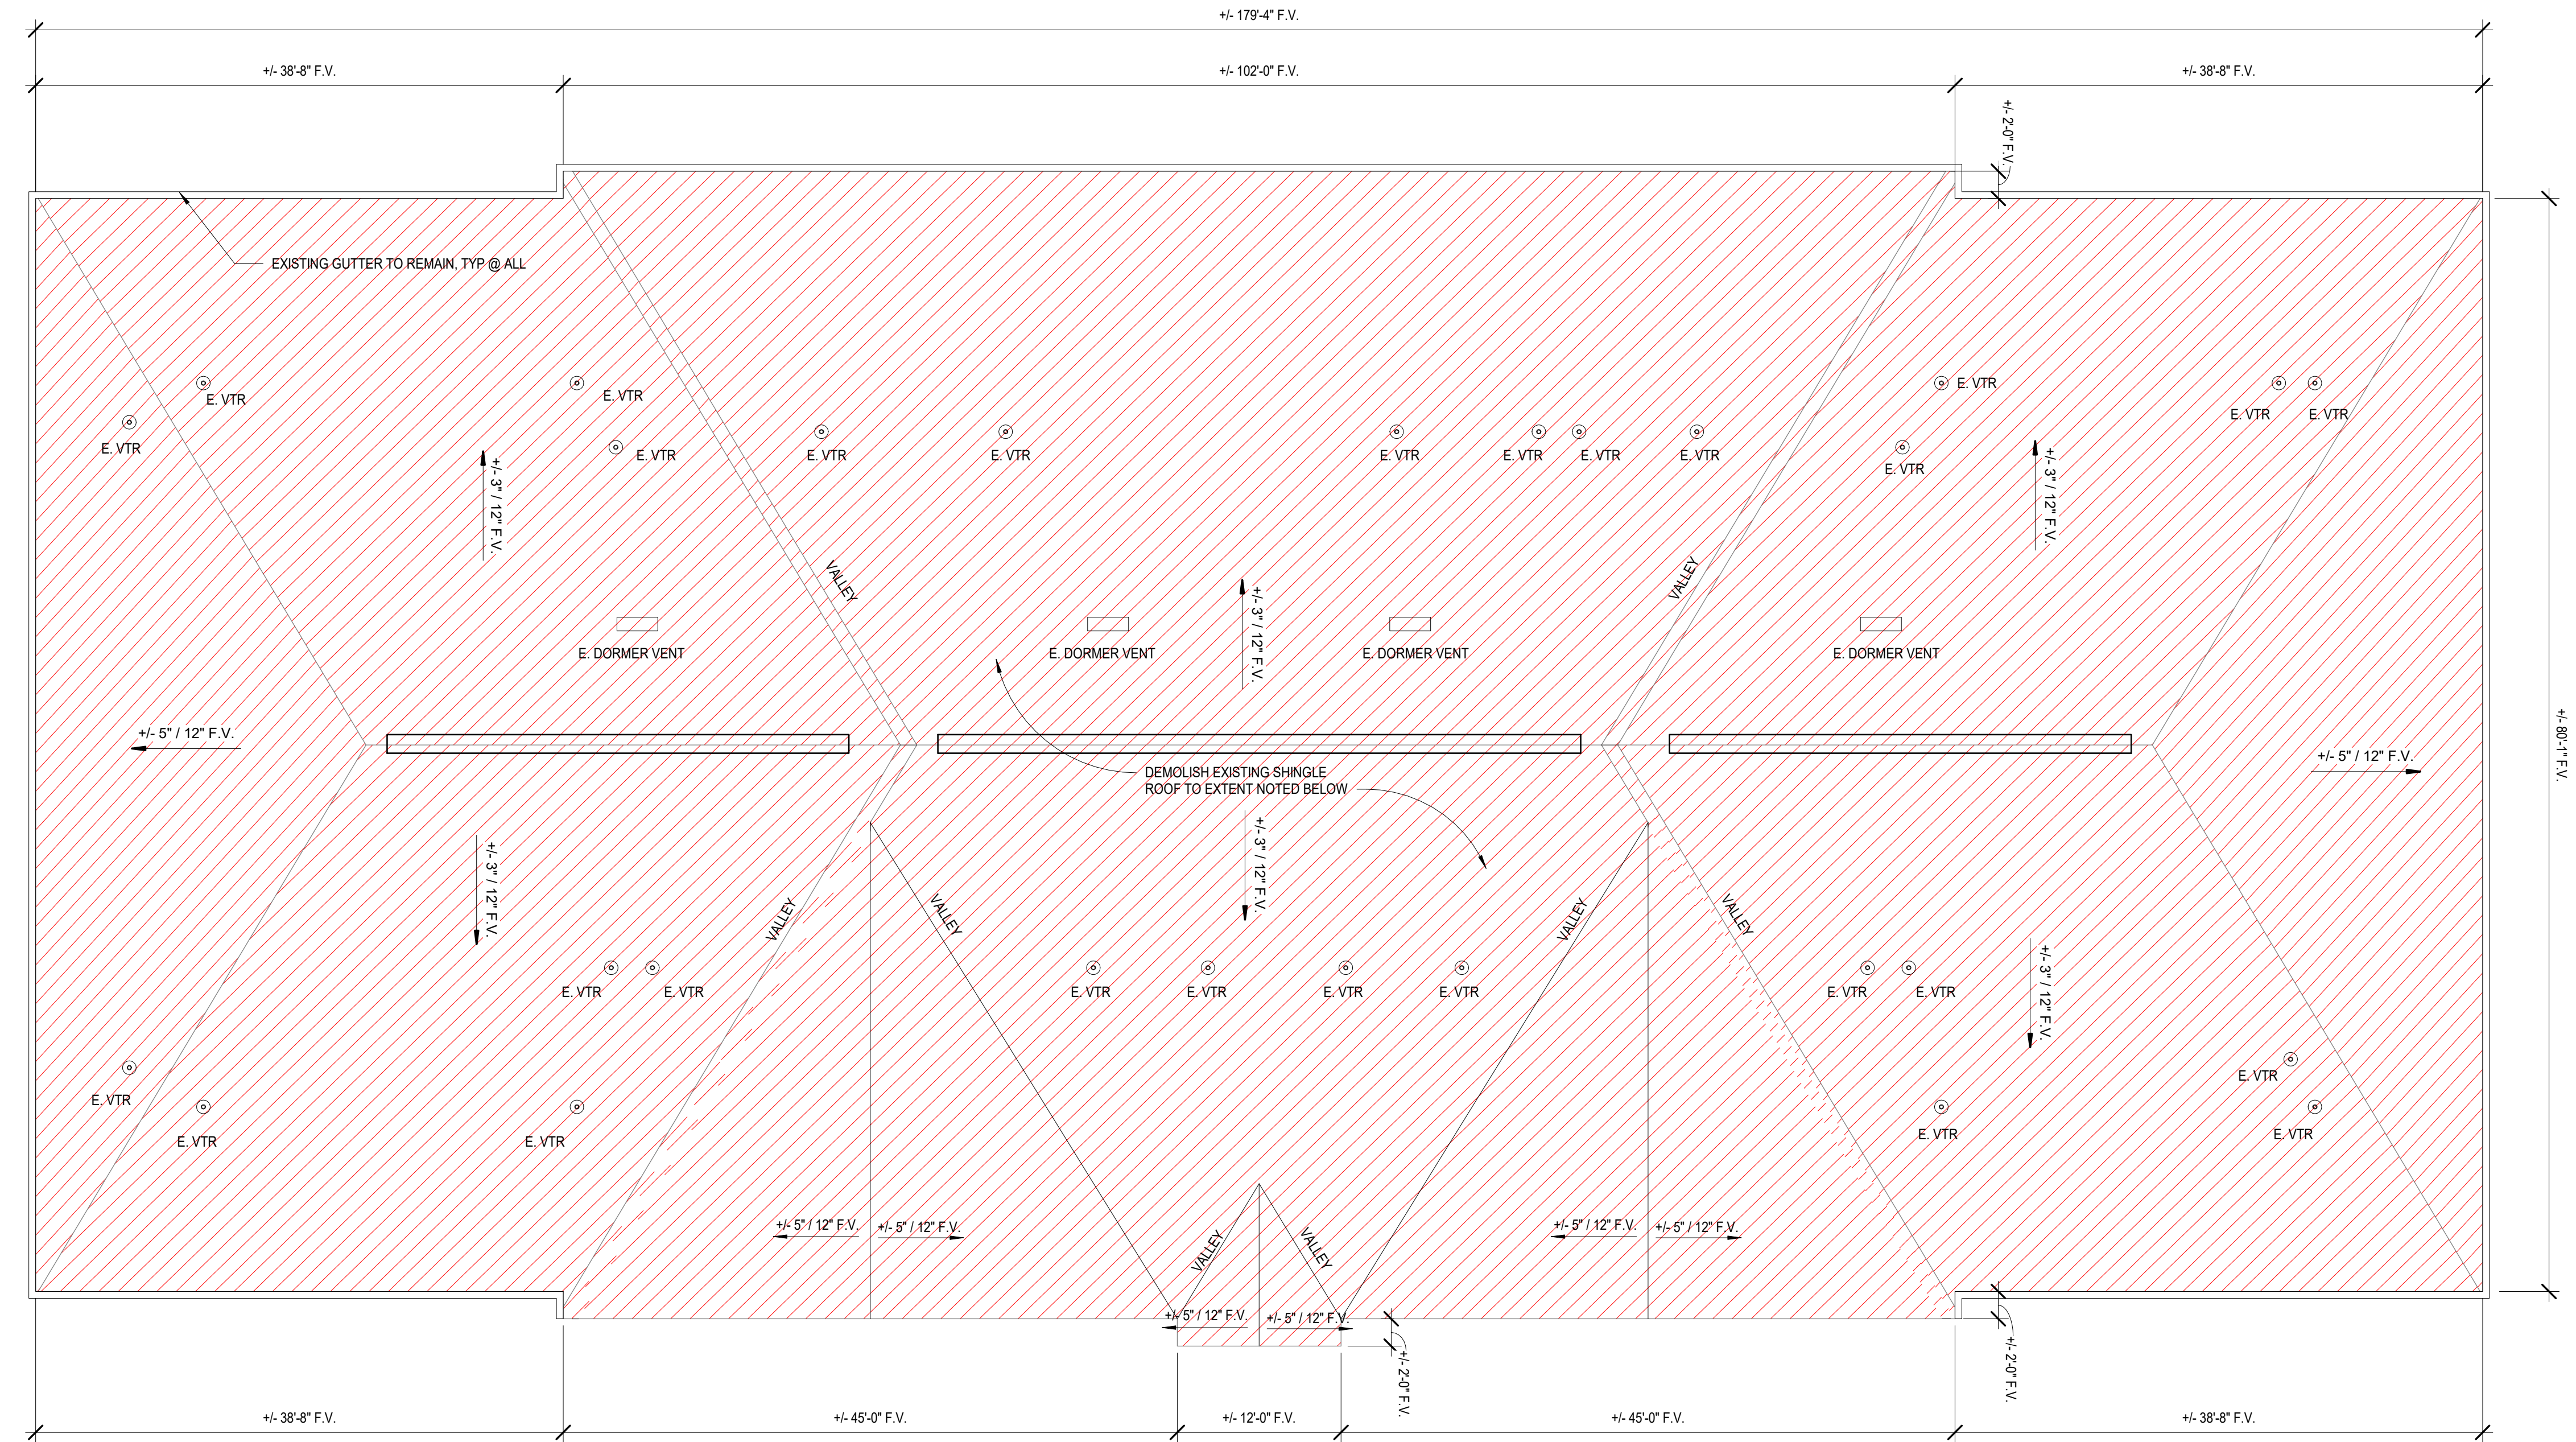 +/- 179'-4" F.V.
+/- 38'-8" F.V.
+/- 102'-0" F.V.
+/- 38'-8" F.V.
+/- 2'-0" F.V.
EXISTING GUTTER TO REMAIN, TYP @ ALL
E. VTR
E. VTR
E. VTR
E. VTR
E. VTR
E. VTR
E. VTR
E. VTR
E. VTR
E. VTR
E. VTR
E. VTR
E. VTR
E. VTR
+/- 3" / 12" F.V.
+/- 3" / 12" F.V.
VALLEY
VALLEY
+/- 3" / 12" F.V.
E. DORMER VENT
E. DORMER VENT
E. DORMER VENT
E. DORMER VENT
+/- 5" / 12" F.V.
+/- 5" / 12" F.V.
+/- 80'-1" F.V.
DEMOLISH EXISTING SHINGLE
ROOF TO EXTENT NOTED BELOW
+/- 3" / 12" F.V.
+/- 3" / 12" F.V.
VALLEY
VALLEY
VALLEY
VALLEY
+/- 3" / 12" F.V.
E. VTR
E. VTR
E. VTR
E. VTR
E. VTR
E. VTR
E. VTR
E. VTR
E. VTR
E. VTR
E. VTR
E. VTR
E. VTR
E. VTR
+/- 5" / 12" F.V.
+/- 5" / 12" F.V.
+/- 5" / 12" F.V.
+/- 5" / 12" F.V.
VALLEY
VALLEY
+/- 5" / 12" F.V.
+/- 5" / 12" F.V.
+/- 2'-0" F.V.
+/- 2'-0" F.V.
+/- 38'-8" F.V.
+/- 45'-0" F.V.
+/- 12'-0" F.V.
+/- 45'-0" F.V.
+/- 38'-8" F.V.